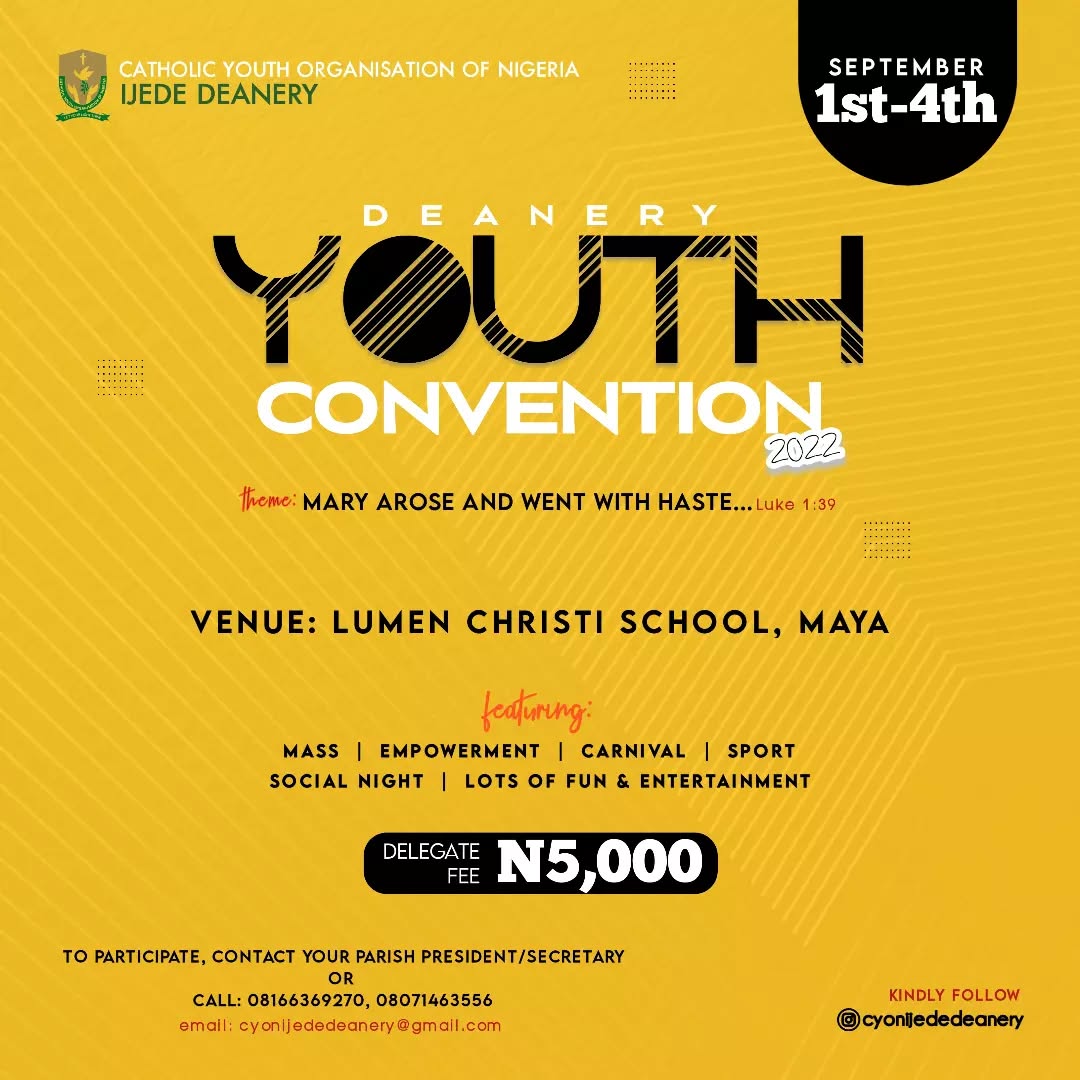 CATHOLIC YOUTH ORGANISATION OF NIGERIA
IJEDE DEANERY
SEPTEMBER
1st-4th
DEANERY
YOUTH
CONVENTION
2022
theme: MARY AROSE AND WENT WITH HASTE... Luke 1:39
VENUE: LUMEN CHRISTI SCHOOL, MAYA
featuring:
MASS | EMPOWERMENT | CARNIVAL | SPORT
SOCIAL NIGHT | LOTS OF FUN & ENTERTAINMENT
DELEGATE
FEE
N5,000
TO PARTICIPATE, CONTACT YOUR PARISH PRESIDENT/SECRETARY
OR
CALL: 08166369270, 08071463556
email: cyonijededeanery@gmail.com
KINDLY FOLLOW
cyonijededeanery